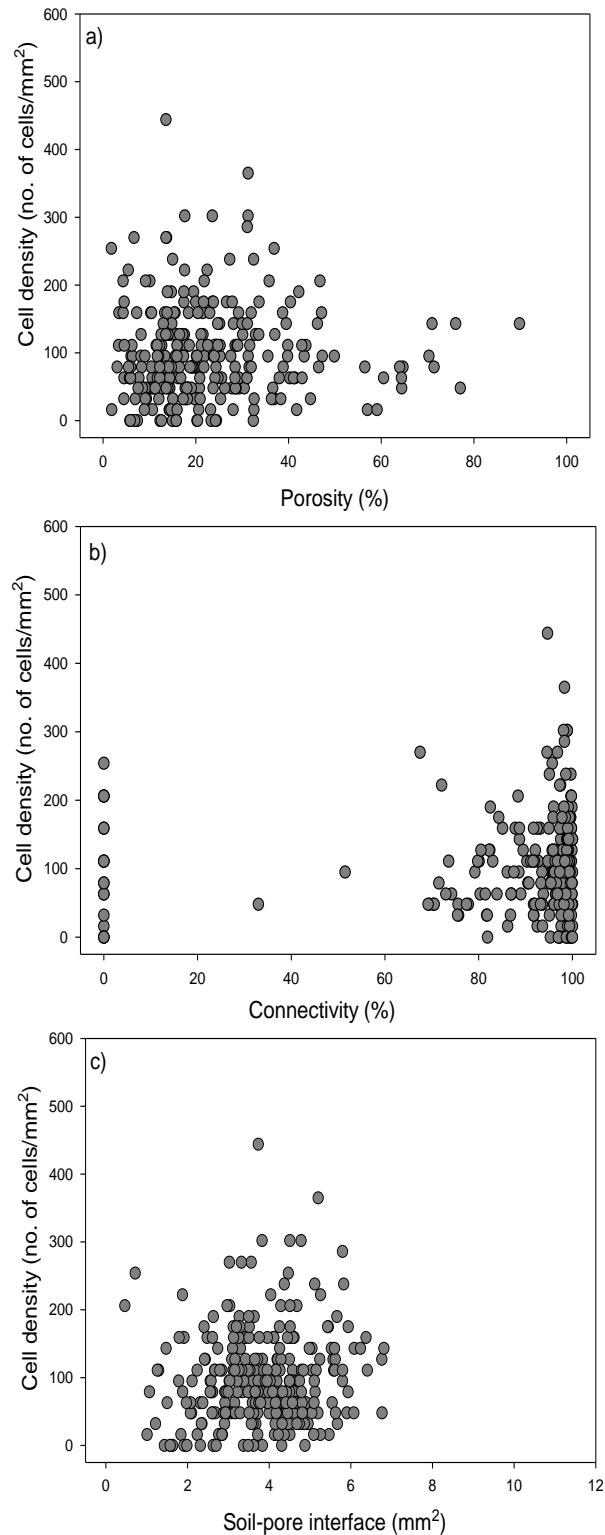 a)
600
500
400
300
200
100
0
Cell density (no. of cells/mm²)
0 20 40 60 80 100
Porosity (%)
b)
600
500
400
300
200
100
0
Cell density (no. of cells/mm²)
0 20 40 60 80 100
Connectivity (%)
c)
600
500
400
300
200
100
0
Cell density (no. of cells/mm²)
0 2 4 6 8 10 12
Soil-pore interface (mm²)